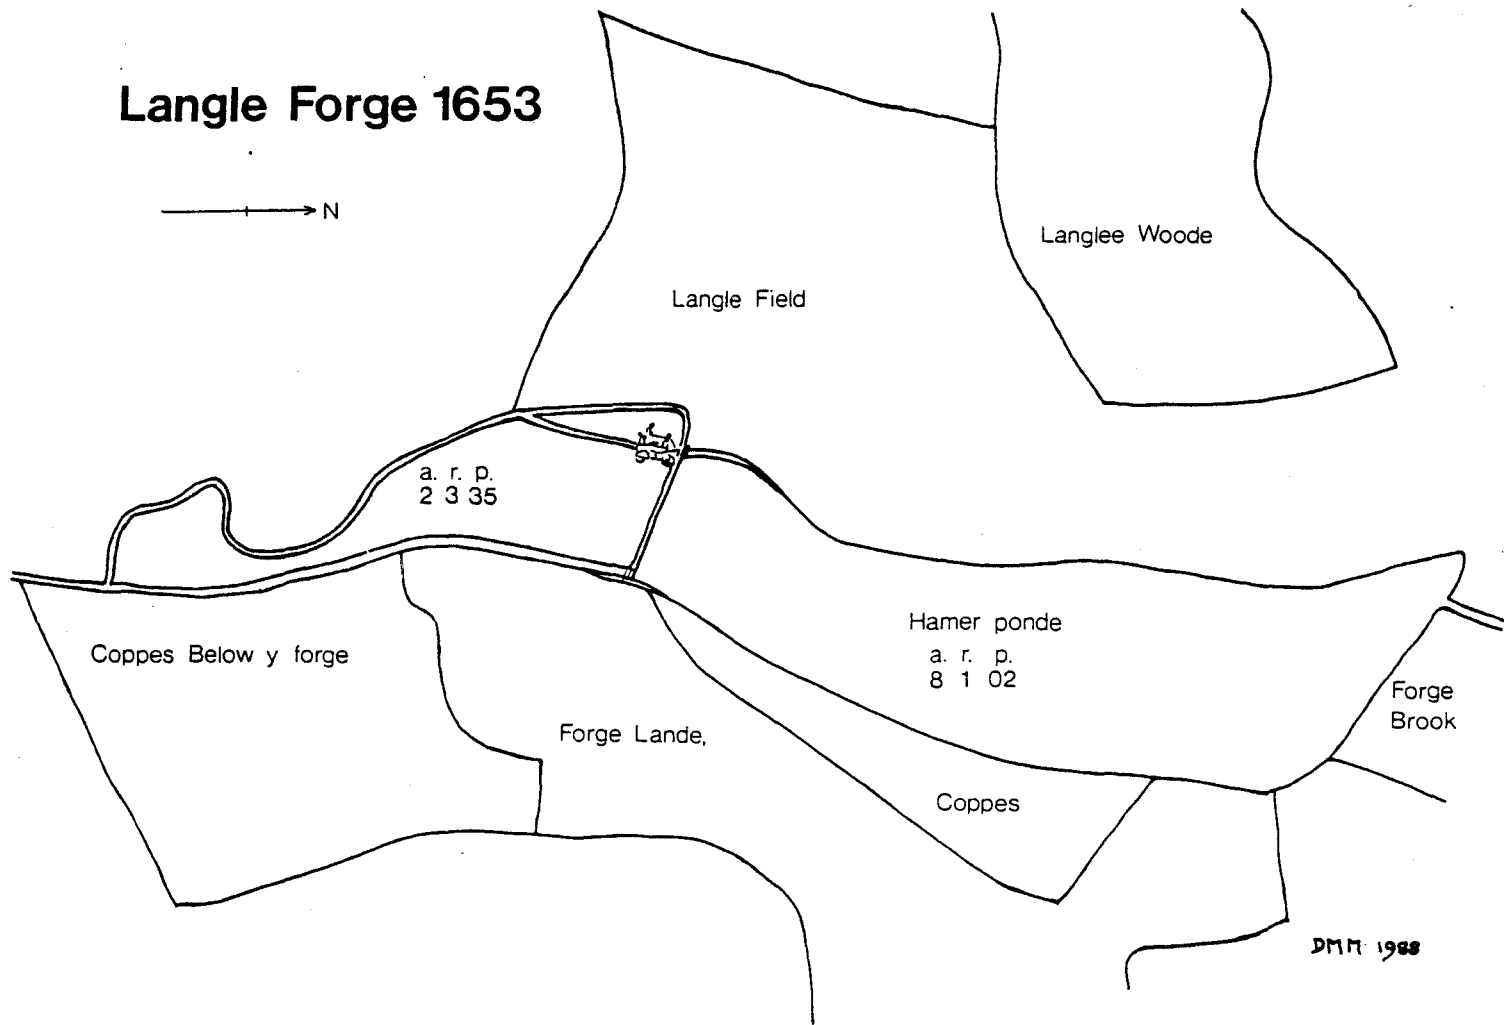 Langle Forge 1653
N
Langlee Woode
Langle Field
a. r. p.
2 3 35
Hamer ponde
a. r. p.
8 1 02
Coppes Below y forge
Forge Lande,
Forge
Brook
Coppes
DMM 1988